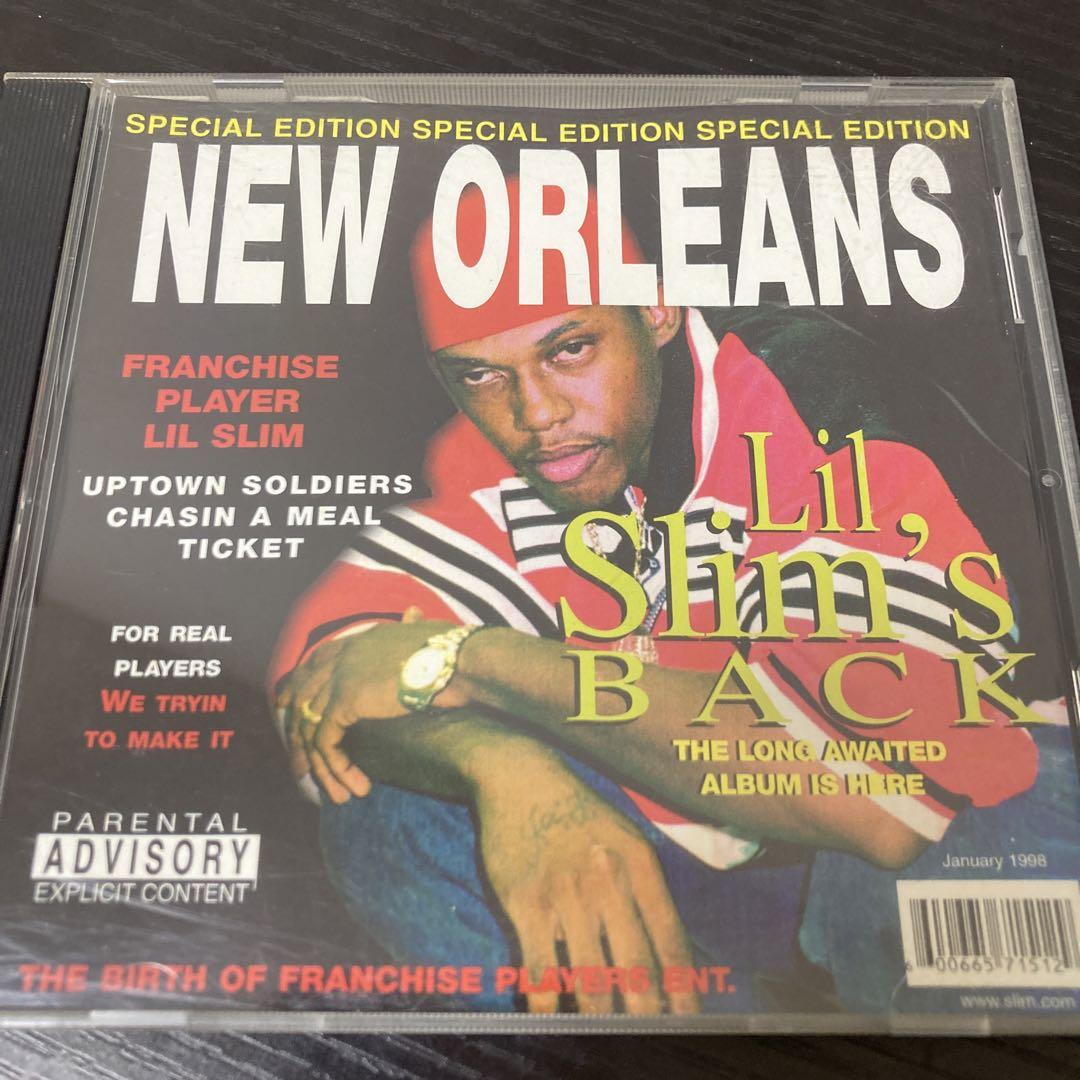 SPECIAL EDITION SPECIAL EDITION SPECIAL EDITION
NEW ORLEANS
FRANCHISE
PLAYER
LIL SLIM
UPTOWN SOLDIERS
CHASIN A MEAL
TICKET
FOR REAL
PLAYERS
WE TRYIN
TO MAKE IT
Lil,
Slim's
BACK
THE LONG AWAITED
ALBUM IS HERE
PARENTAL
ADVISORY
EXPLICIT CONTENT
January 1998
6 00665 71512
THE BIRTH OF FRANCHISE PLAYERS ENT.
www.slim.com